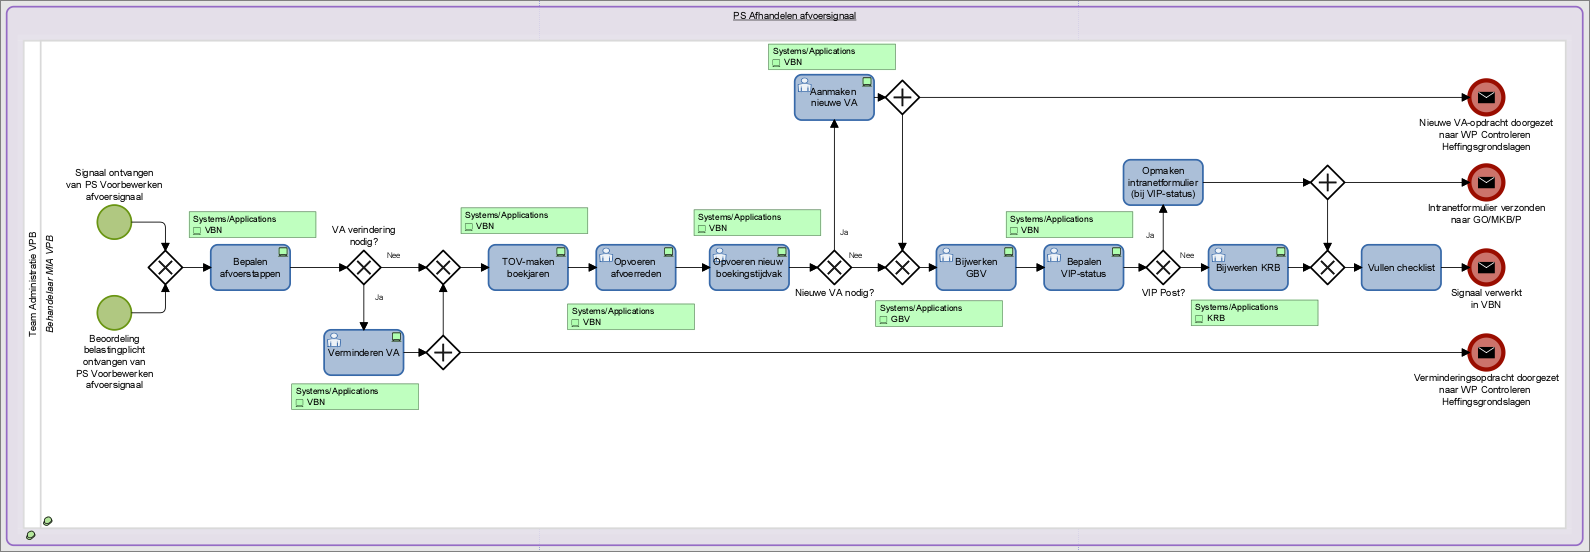 PS Afhandelen afvoersignaal
Team Administratie VPB
Behandelaar MIA VPB
Signaal ontvangen
van PS Voorbewerken
afvoersignaal
Beoordeling
belastingplicht
ontvangen van
PS Voorbewerken
afvoersignaal
Systems/Applications
VBN
Bepalen
afvoerstappen
VA verindering
nodig?
Nee
Ja
Verminderen VA
Systems/Applications
VBN
Systems/Applications
VBN
TOV-maken
boekjaren
Opvoeren
afvoerreden
Systems/Applications
VBN
Systems/Applications
VBN
Opvoeren nieuw
boekingstijdvak
Nieuwe VA nodig?
Ja
Nee
Systems/Applications
VBN
Aanmaken
nieuwe VA
Bijwerken
GBV
Systems/Applications
GBV
Systems/Applications
VBN
Bepalen
VIP-status
VIP Post?
Ja
Nee
Opmaken
intranetformulier
(bij VIP-status)
Bijwerken KRB
Systems/Applications
KRB
Vullen checklist
Nieuwe VA-opdracht doorgezet
naar WP Controleren
Heffingsgrondslagen
Intranetformulier verzonden
naar GO/MKB/P
Signaal verwerkt
in VBN
Verminderingsopdracht doorgezet
naar WP Controleren
Heffingsgrondslagen